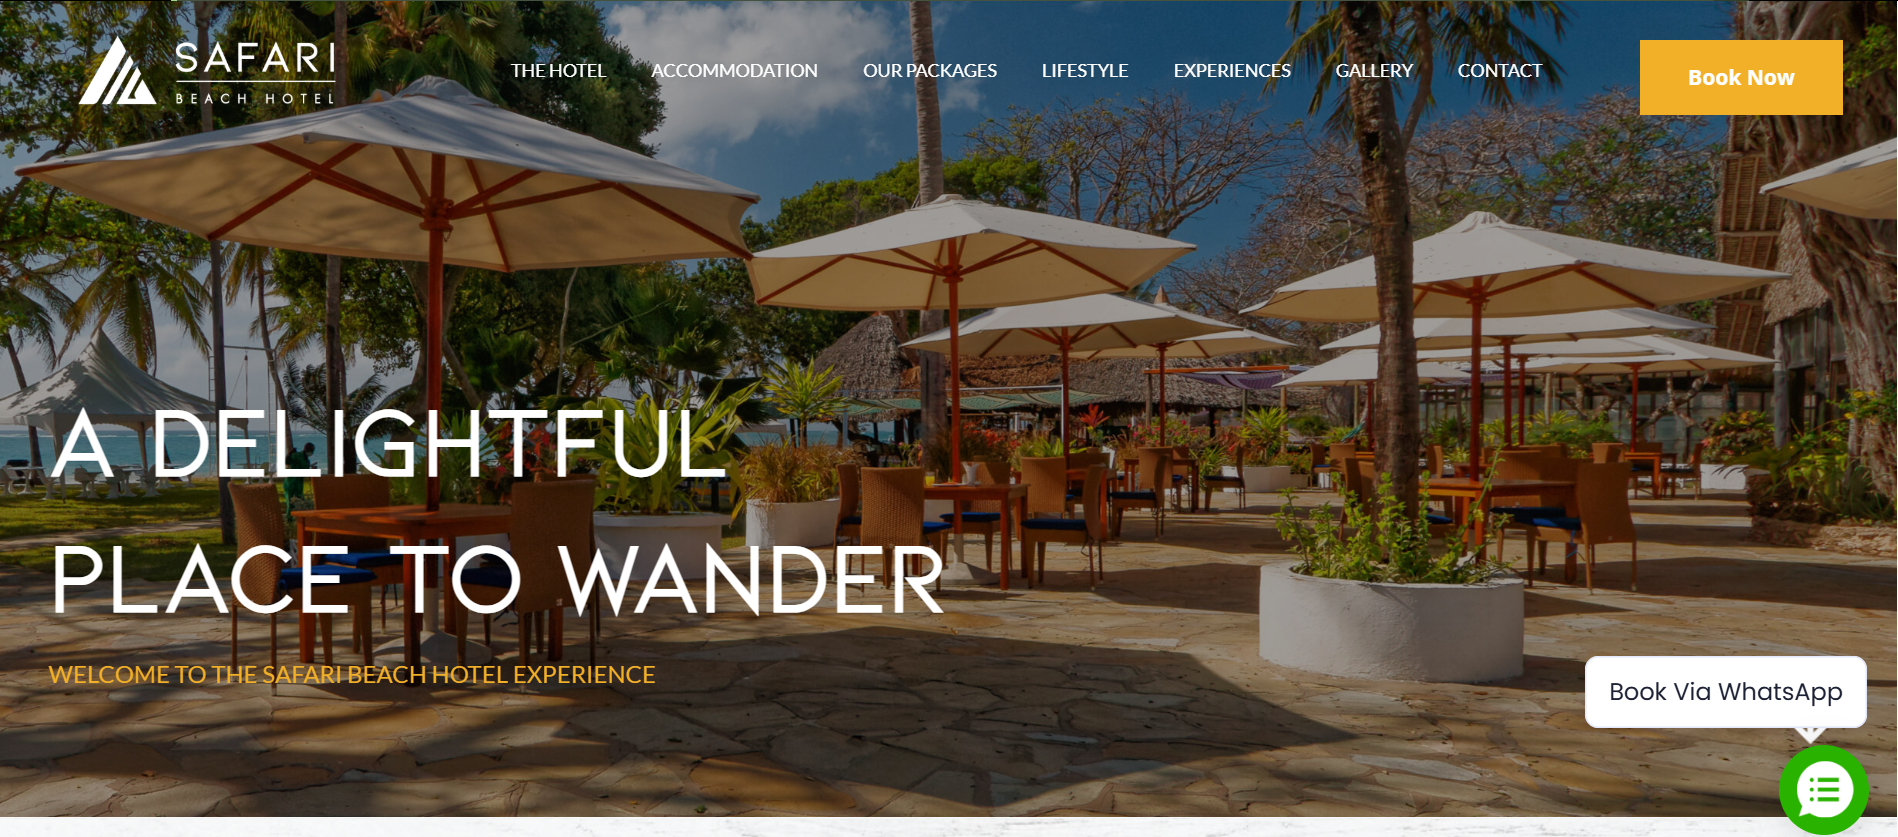 SAFARI
BEACH HOTEL
THE HOTEL
ACCOMMODATION
OUR PACKAGES
LIFESTYLE
EXPERIENCES
GALLERY
CONTACT
Book Now
A DELIGHTFUL
PLACE TO WANDER
WELCOME TO THE SAFARI BEACH HOTEL EXPERIENCE
Book Via WhatsApp